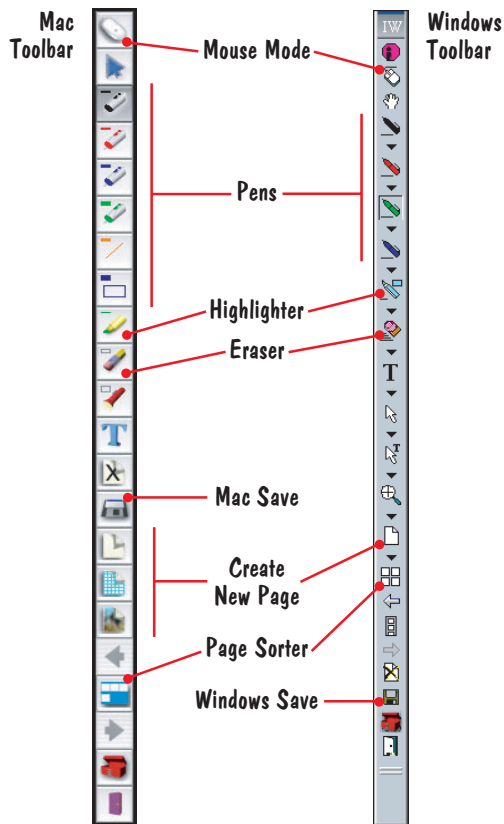 Mac
Toolbar
Windows
Toolbar
IW
Mouse Mode
Pens
Highlighter
Eraser
T
T
T
Mac Save
Create
New Page
Page Sorter
Windows Save